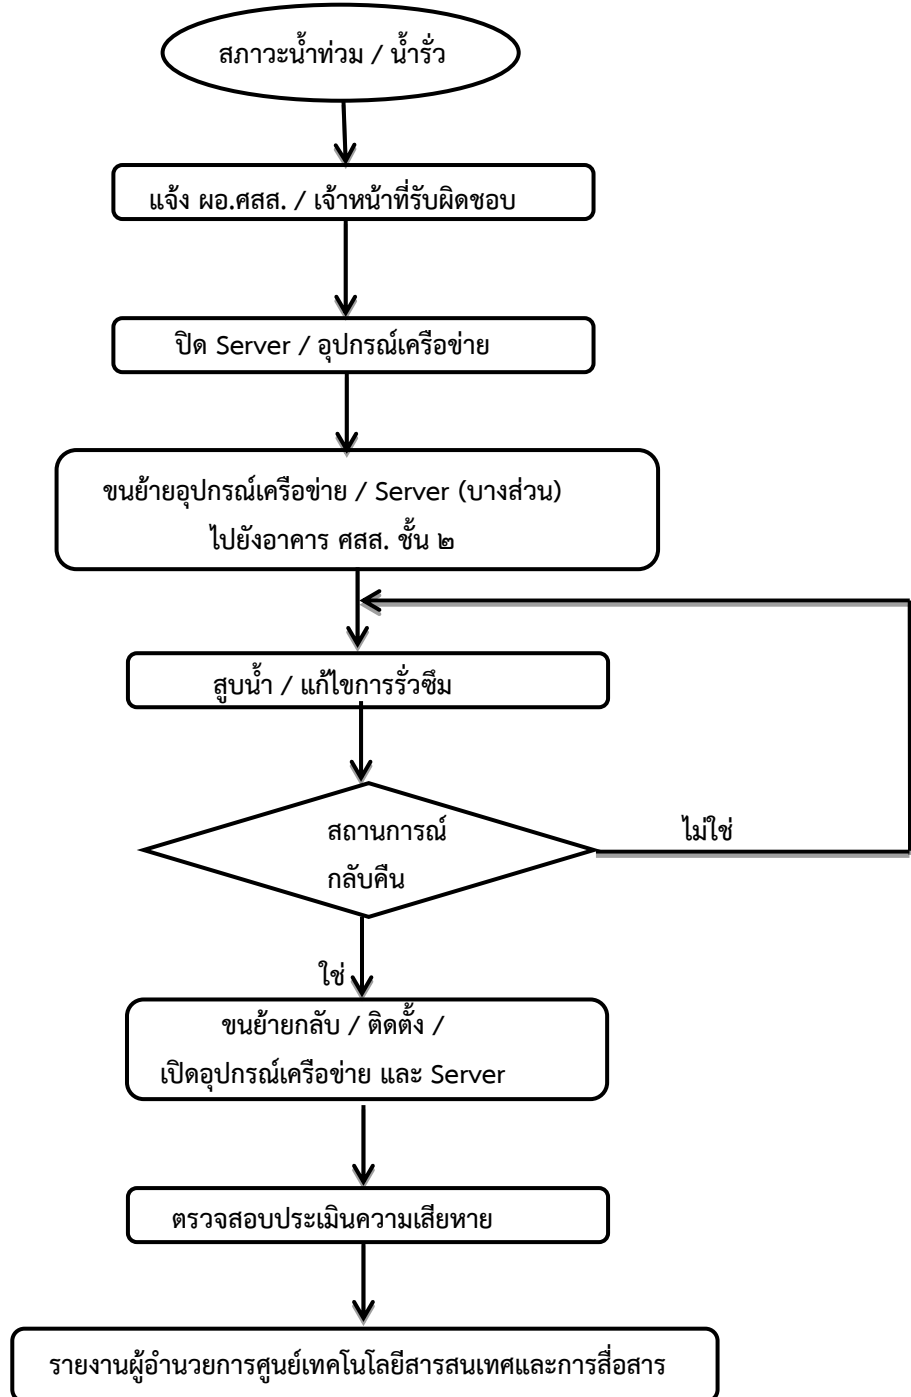 สภาวะน้ำท่วม / น้ำรั่ว
แจ้ง ผอ.ศสส. / เจ้าหน้าที่รับผิดชอบ
ปิด Server / อุปกรณ์เครือข่าย
ขนย้ายอุปกรณ์เครือข่าย / Server (บางส่วน)
ไปยังอาคาร ศสส. ชั้น ๒
สูบน้ำ / แก้ไขการรั่วซึม
สถานการณ์
กลับคืน
ไม่ใช่
ใช่
ขนย้ายกลับ / ติดตั้ง /
เปิดอุปกรณ์เครือข่าย และ Server
ตรวจสอบประเมินความเสียหาย
รายงานผู้อำนวยการศูนย์เทคโนโลยีสารสนเทศและการสื่อสาร